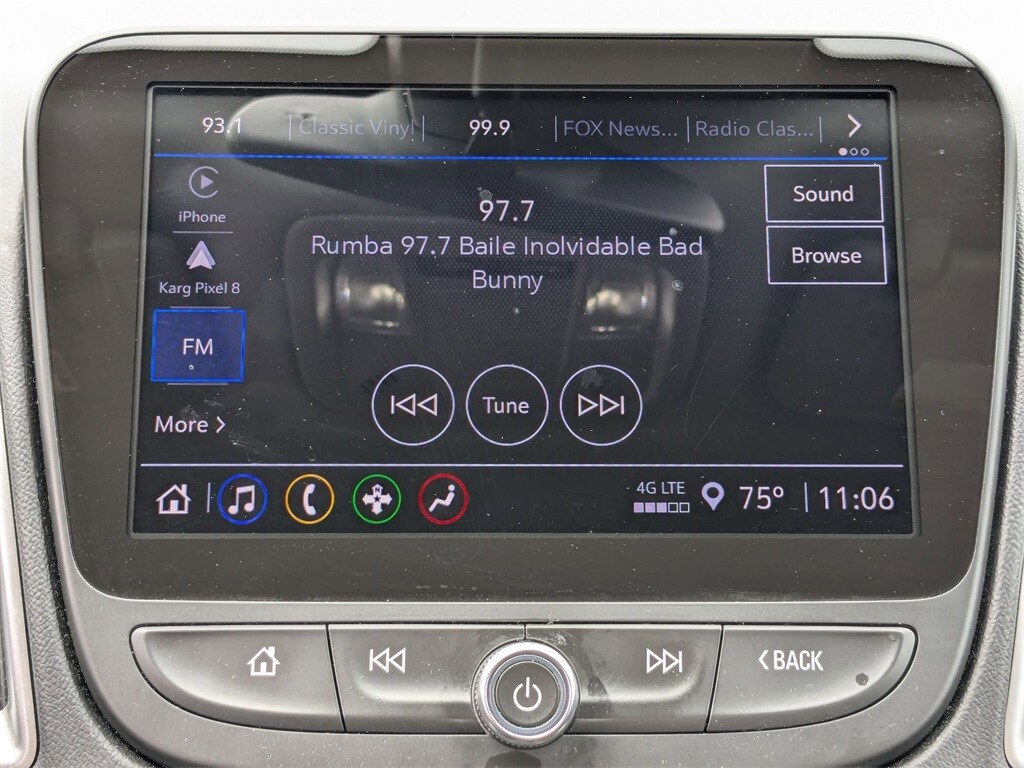 93.1 Classic Vinyl 99.9 FOX News... Radio Clas...
iPhone
Karg Pixel 8
FM
More
97.7
Rumba 97.7 Baile Inolvidable Bad
Bunny
Tune
Sound
Browse
4G LTE
75° 11:06
BACK